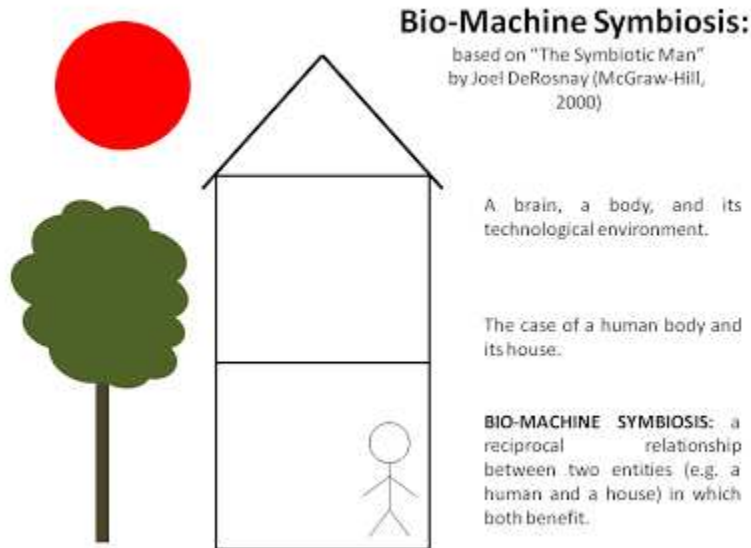 Bio-Machine Symbiosis:
based on "The Symbiotic Man"
by Joel DeRosnay (McGraw-Hill,
2000)
A brain, a body, and its
technological environment.
The case of a human body and
its house.
BIO-MACHINE SYMBIOSIS: a
reciprocal relationship
between two entities (e.g. a
human and a house) in which
both benefit.